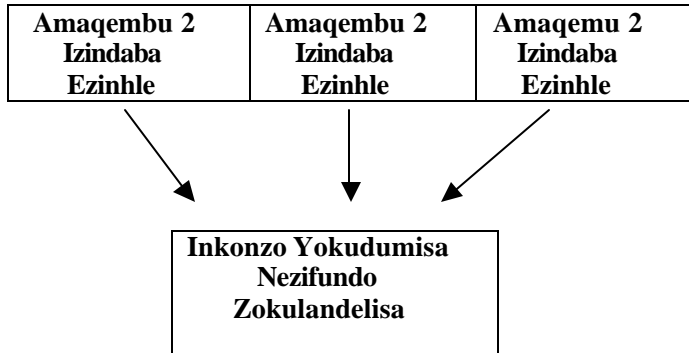 Amaqembu 2
Izindaba
Ezinhle
Amaqembu 2
Izindaba
Ezinhle
Amaqemu 2
Izindaba
Ezinhle
Inkonzo Yokudumisa
Nezifundo
Zokulandelisa